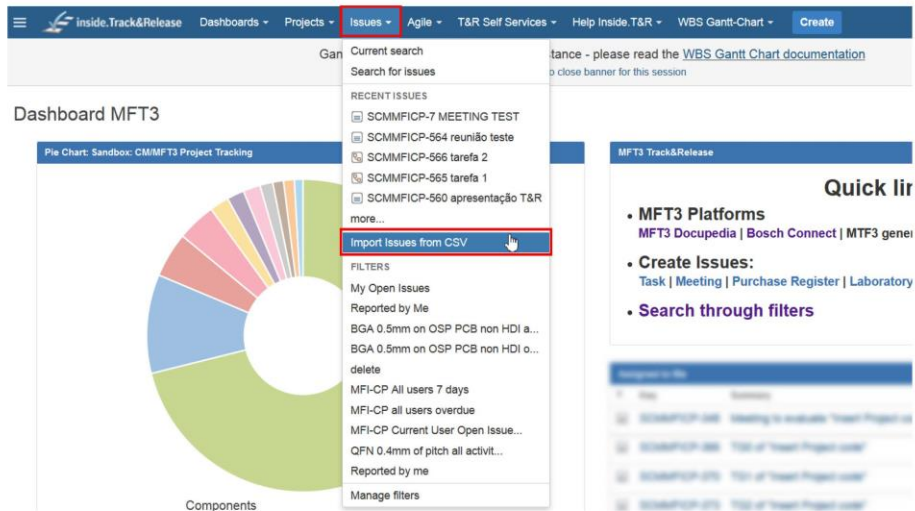 inside.Track&Release Dashboards Projects Issues Agile T&R Self Services Help Inside.T&R WBS Gantt-Chart Create
Gan
tance - please read the WBS Gantt Chart documentation
o close banner for this session
Current search
Search for issues
RECENT ISSUES
SCMMFICP-7 MEETING TEST
SCMMFICP-564 reunião teste
SCMMFICP-566 tarefa 2
SCMMFICP-565 tarefa 1
SCMMFICP-560 apresentação T&R
more...
Import Issues from CSV
FILTERS
My Open Issues
Reported by Me
BGA 0.5mm on OSP PCB non HDI a...
BGA 0.5mm on OSP PCB non HDI o...
delete
MFI-CP All users 7 days
MFI-CP all users overdue
MFI-CP Current User Open Issue...
QFN 0.4mm of pitch all activit...
Reported by me
Manage filters
Dashboard MFT3
Pie Chart: Sandbox: CM/MFT3 Project Tracking
Components
MFT3 Track&Release
Quick lin
• MFT3 Platforms
MFT3 Docupedia | Bosch Connect | MTF3 gener
• Create Issues:
Task | Meeting | Purchase Register | Laboratory
• Search through filters